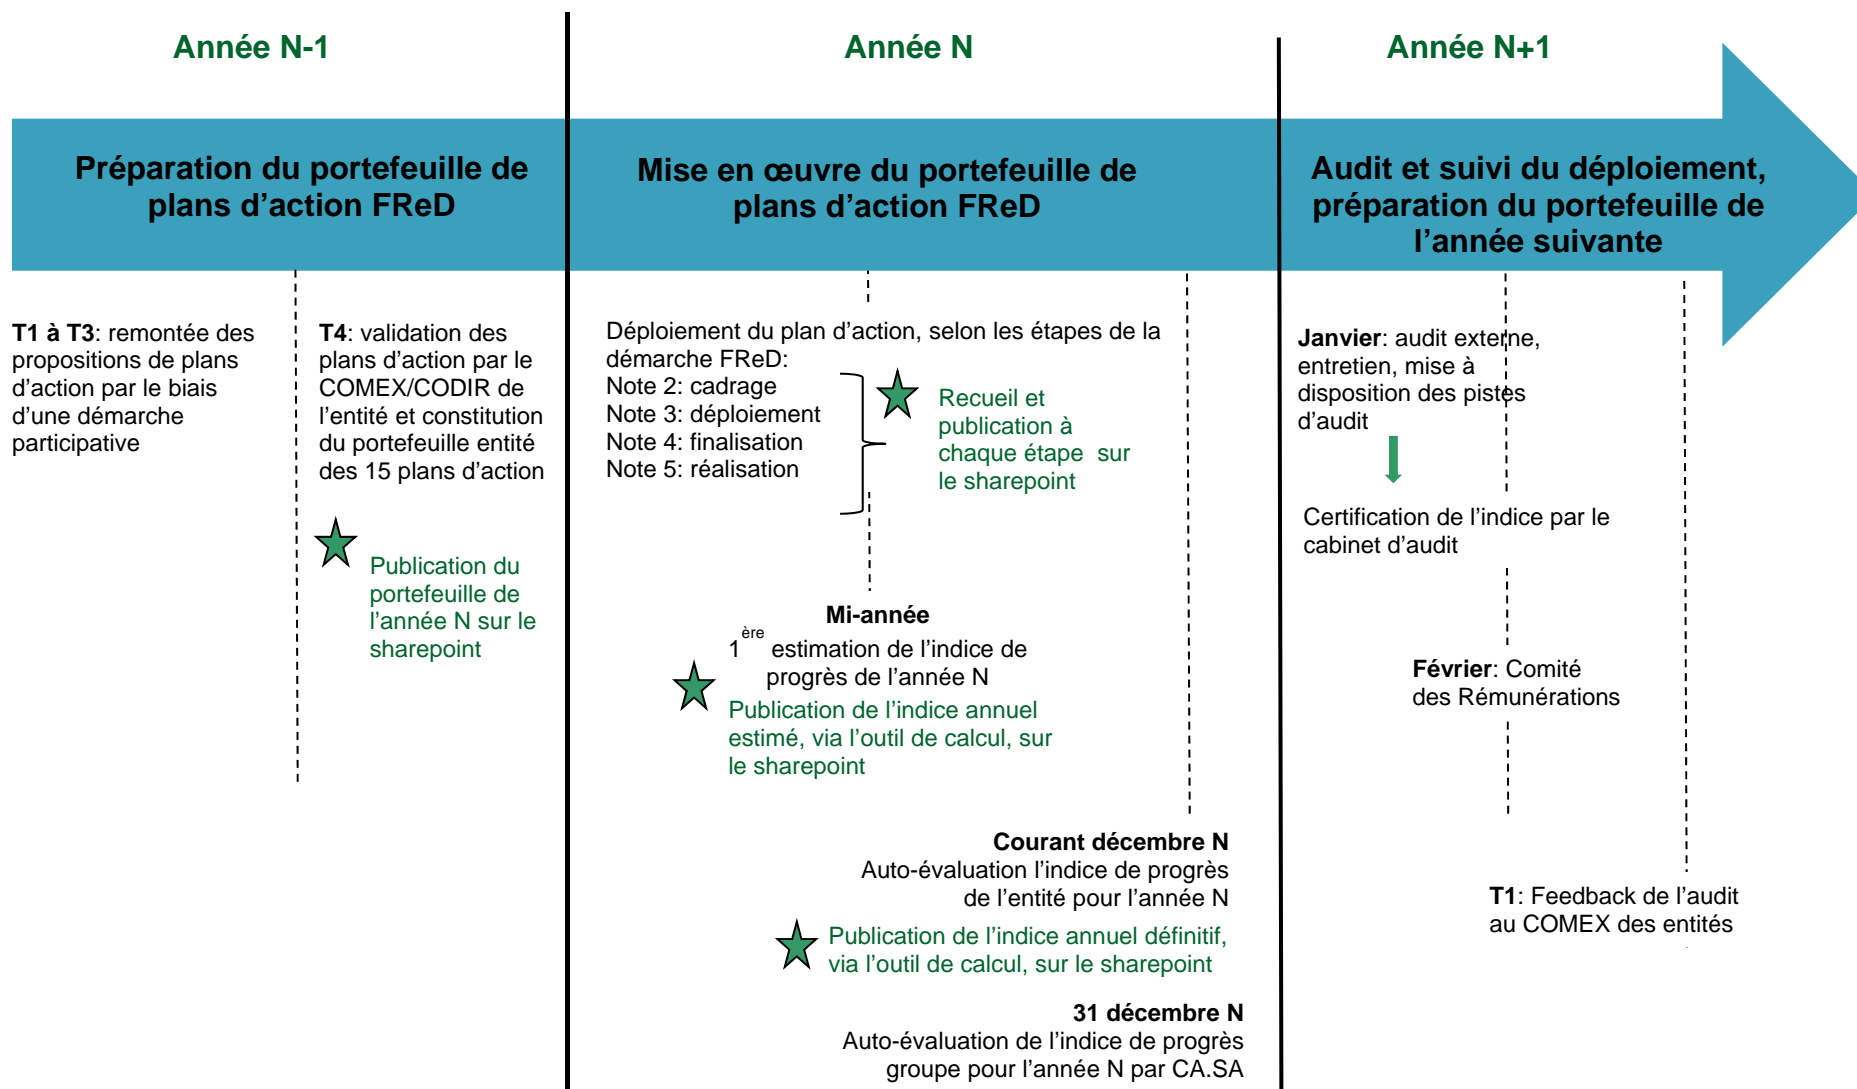 Année N-1
Année N
Année N+1
Préparation du portefeuille de
plans d’action FReD
Mise en œuvre du portefeuille de
plans d’action FReD
Audit et suivi du déploiement,
préparation du portefeuille de
l’année suivante
T1 à T3: remontée des
propositions de plans
d’action par le biais
d’une démarche
participative
T4: validation des
plans d’action par le
COMEX/CODIR de
l’entité et constitution
du portefeuille entité
des 15 plans d’action
Publication du
portefeuille de
l’année N sur le
sharepoint
Déploiement du plan d’action, selon les étapes de la
démarche FReD:
Note 2: cadrage
Note 3: déploiement
Note 4: finalisation
Note 5: réalisation
Recueil et
publication à
chaque étape  sur
le sharepoint
Mi-année
1ère estimation de l’indice de
progrès de l’année N
Publication de l’indice annuel
estimé, via l’outil de calcul, sur
le sharepoint
Courant décembre N
Auto-évaluation l’indice de progrès
de l’entité pour l’année N
Publication de l’indice annuel définitif,
via l’outil de calcul, sur le sharepoint
31 décembre N
Auto-évaluation de l’indice de progrès
groupe pour l’année N par CA.SA
Janvier: audit externe,
entretien, mise à
disposition des pistes
d’audit
Certification de l’indice par le
cabinet d’audit
Février: Comité
des Rémunérations
T1: Feedback de l’audit
au COMEX des entités